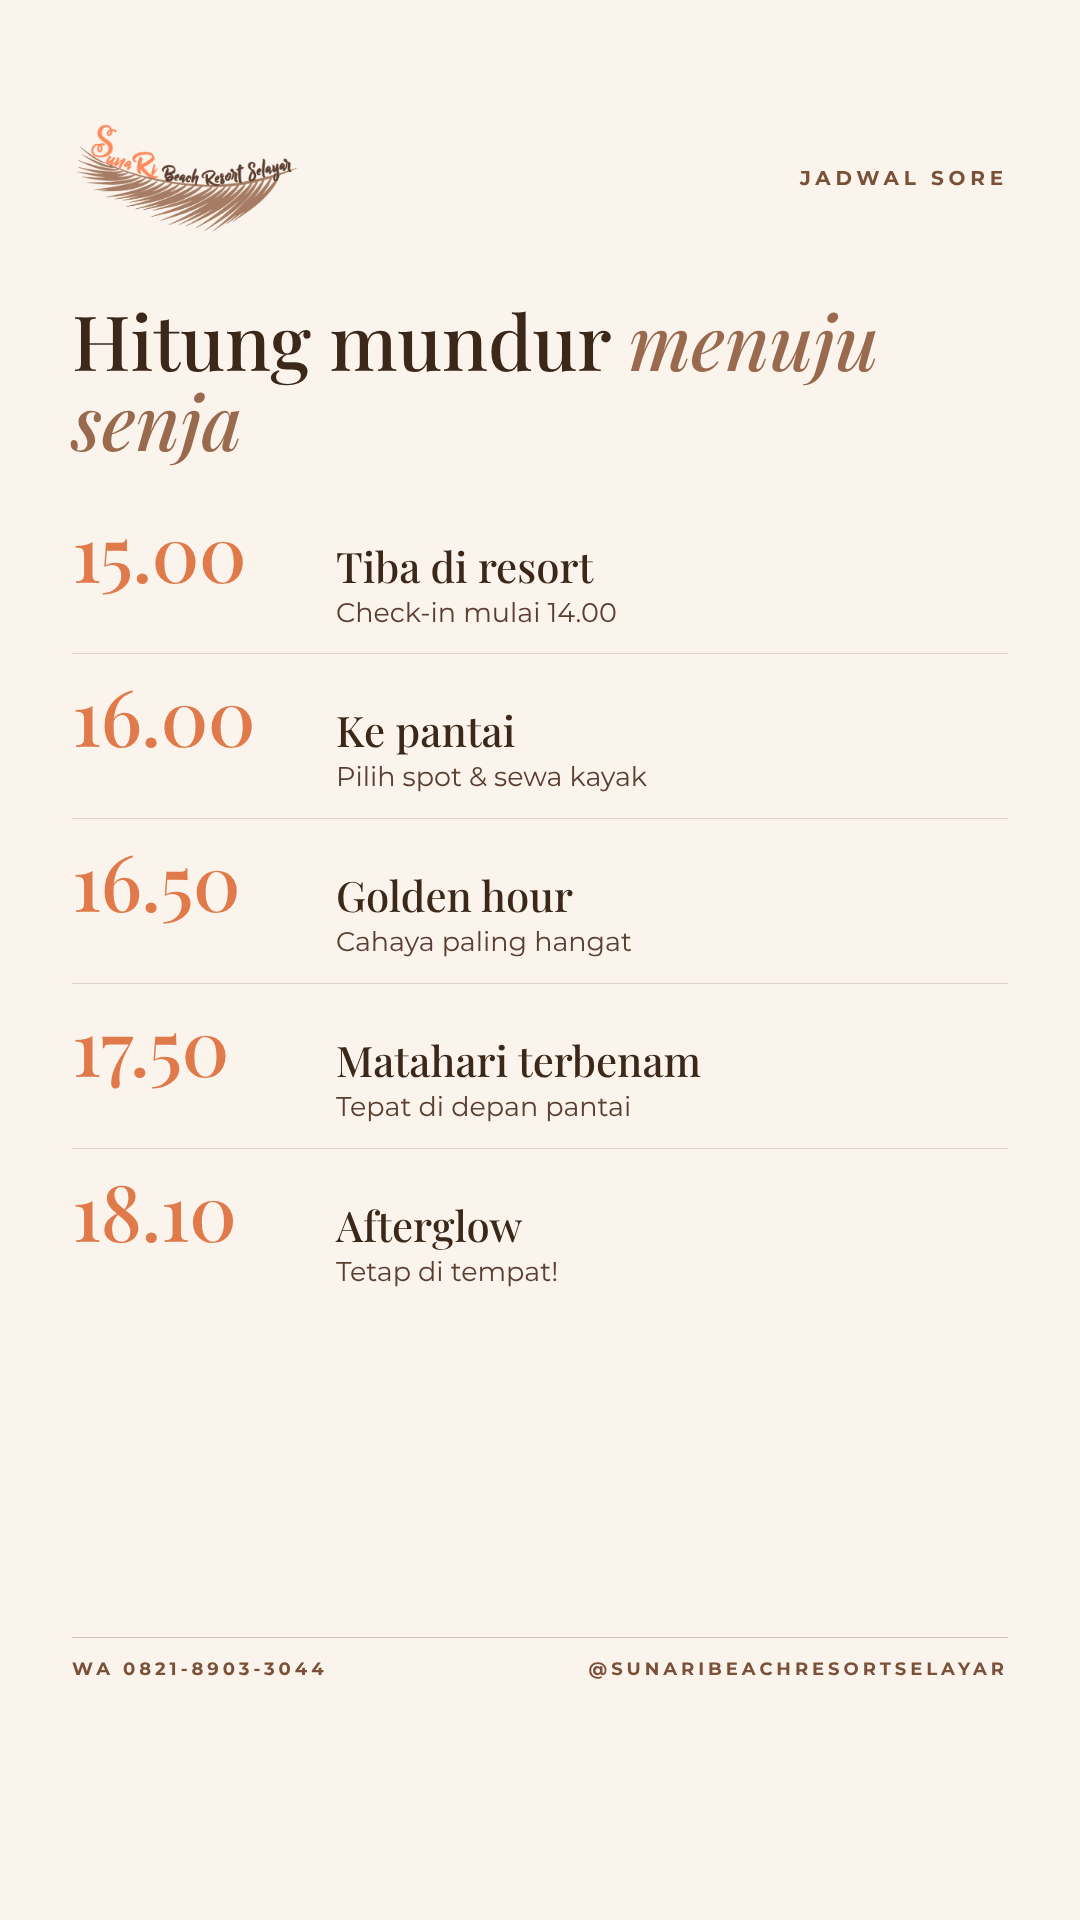 SunaRi Beach Resort Selayar
JADWAL SORE
Hitung mundur menuju
senja
15.00
Tiba di resort
Check-in mulai 14.00
16.00
Ke pantai
Pilih spot & sewa kayak
16.50
Golden hour
Cahaya paling hangat
17.50
Matahari terbenam
Tepat di depan pantai
18.10
Afterglow
Tetap di tempat!
WA 0821-8903-3044
@SUNARIBEACHRESORTSELAYAR